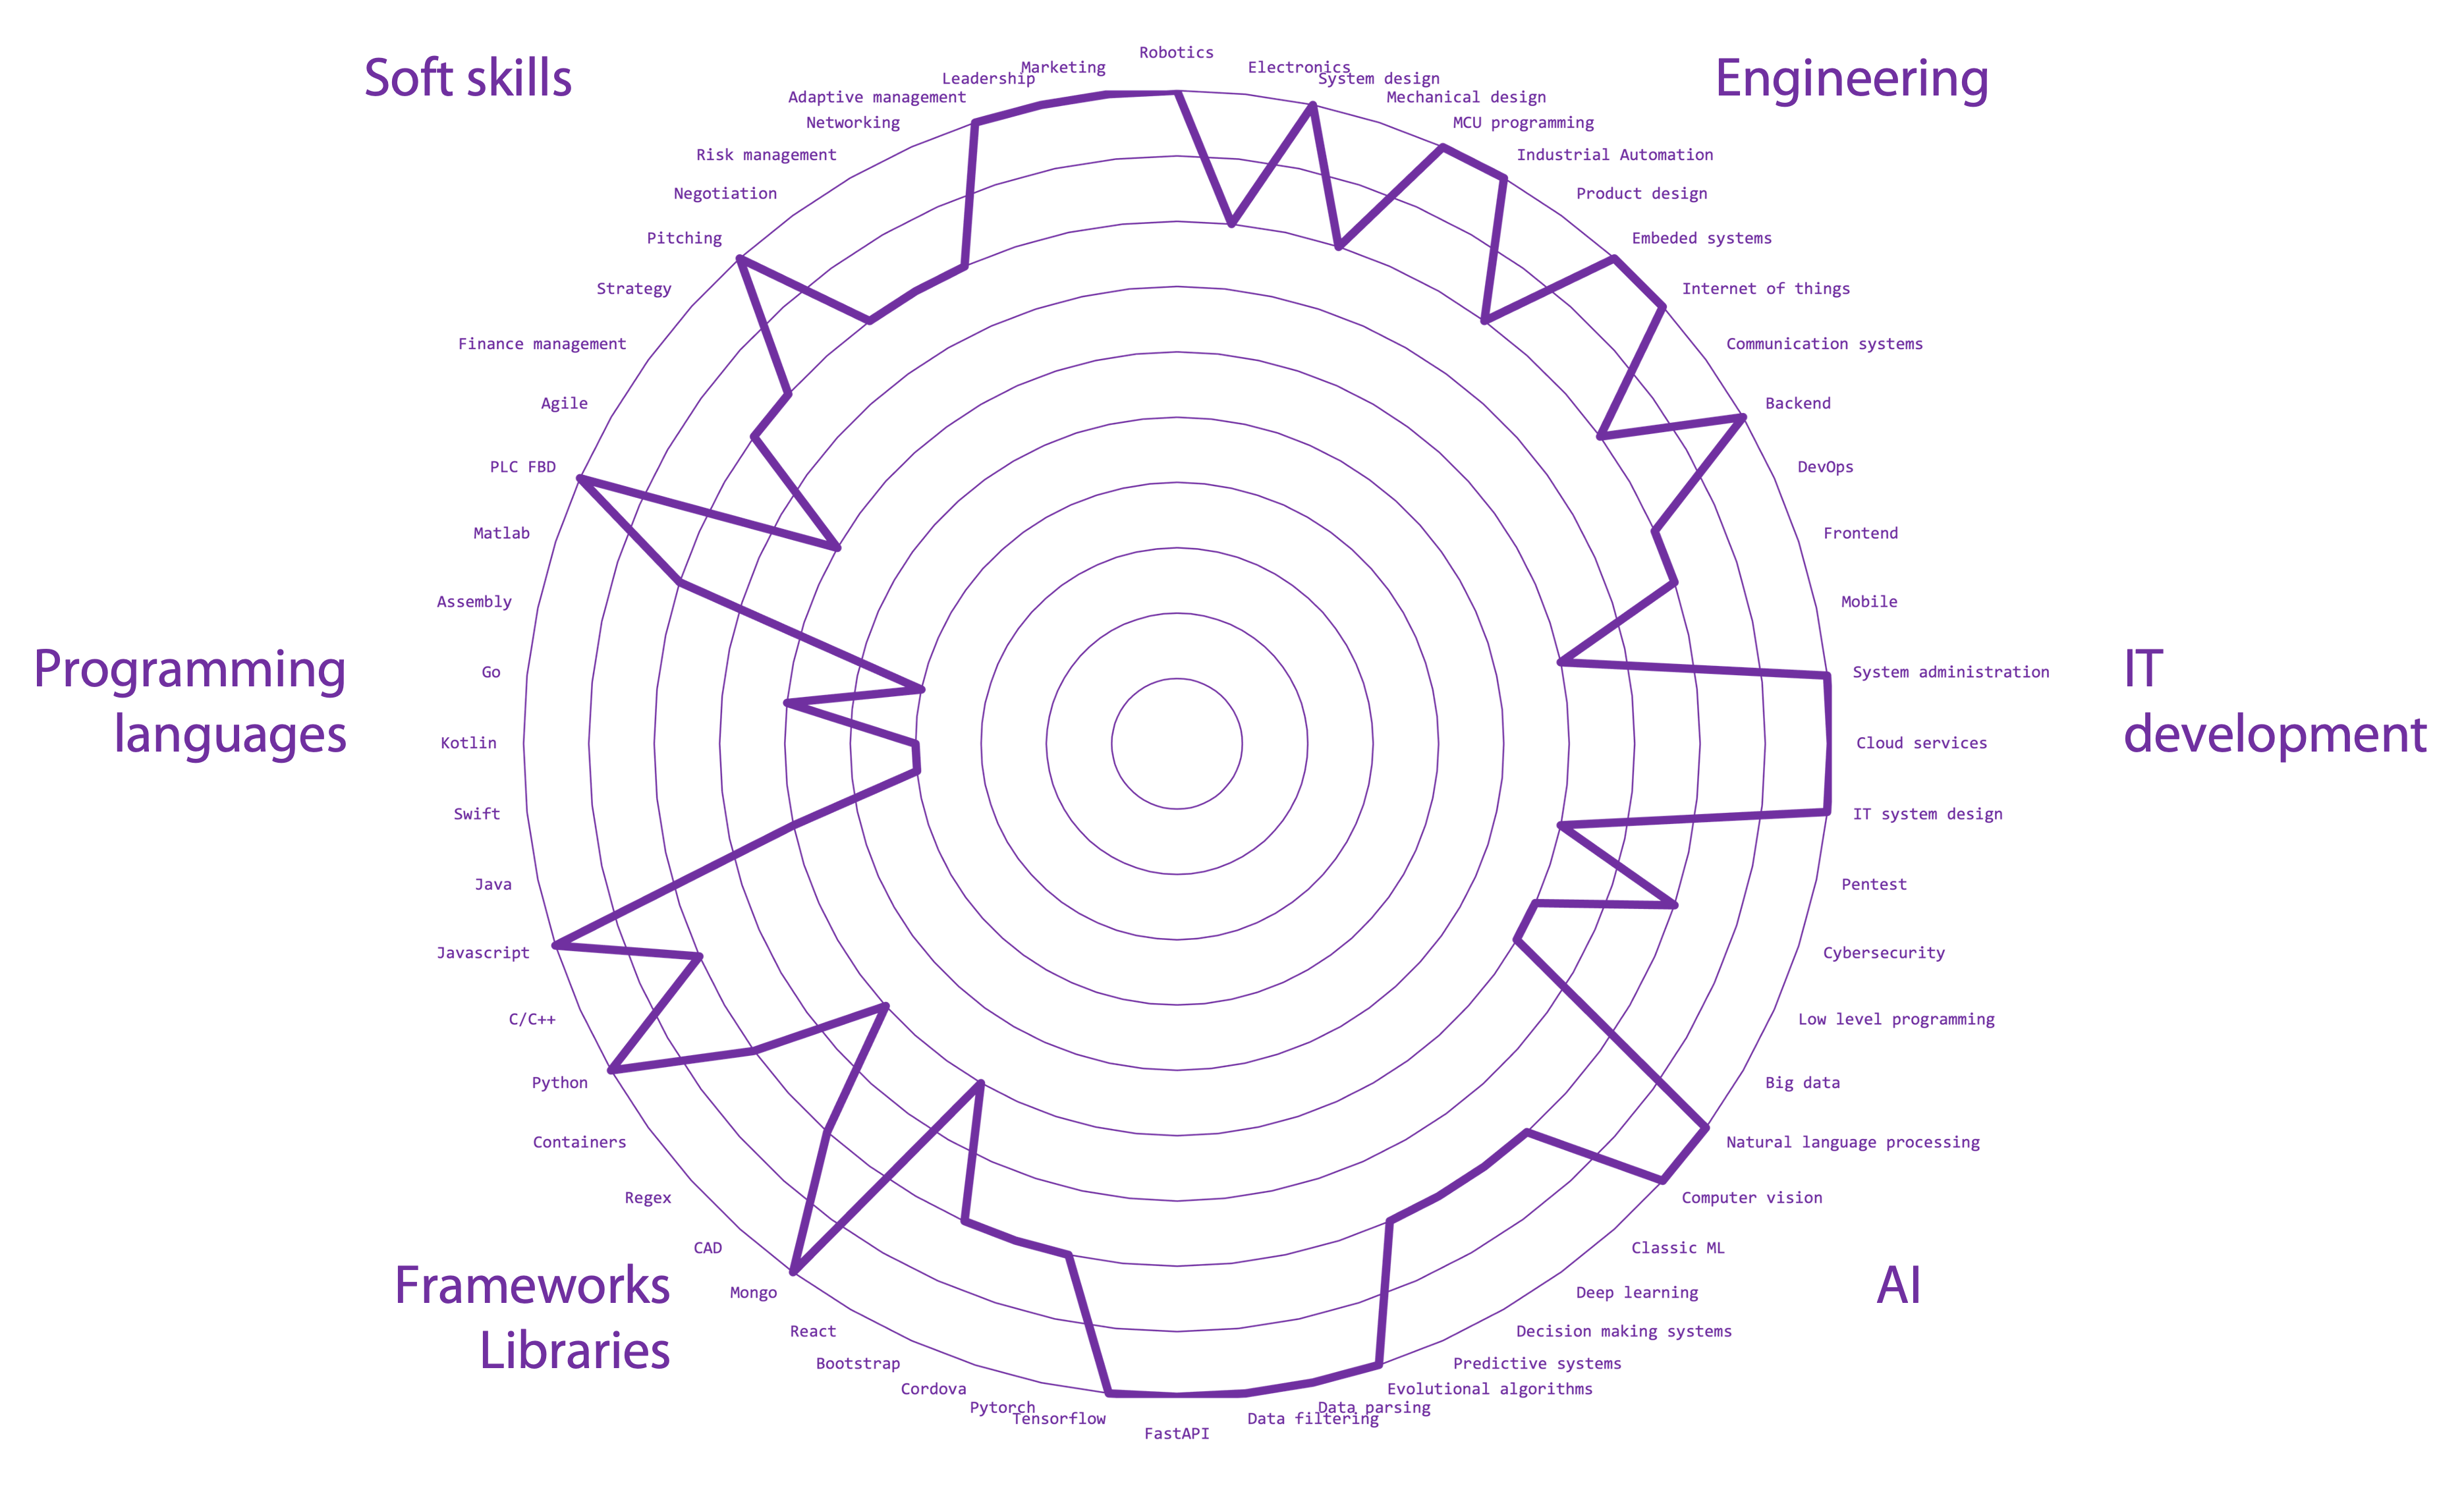 Soft skills
Engineering
Robotics
Electronics
System design
Mechanical design
MCU programming
Industrial Automation
Product design
Embeded systems
Internet of things
Communication systems
Backend
DevOps
Frontend
Mobile
System administration
Cloud services
IT system design
Pentest
Cybersecurity
Low level programming
Big data
Natural language processing
Computer vision
Classic ML
Deep learning
Decision making systems
Predictive systems
Evolutional algorithms
Data parsing
Data filtering
FastAPI
Tensorflow
Pytorch
Cordova
Bootstrap
React
Mongo
CAD
Regex
Containers
Python
C/C++
Javascript
Java
Swift
Kotlin
Go
Assembly
Matlab
PLC FBD
Agile
Finance management
Strategy
Pitching
Negotiation
Risk management
Networking
Adaptive management
Leadership
Marketing
IT
development
AI
Frameworks
Libraries
Programming
languages